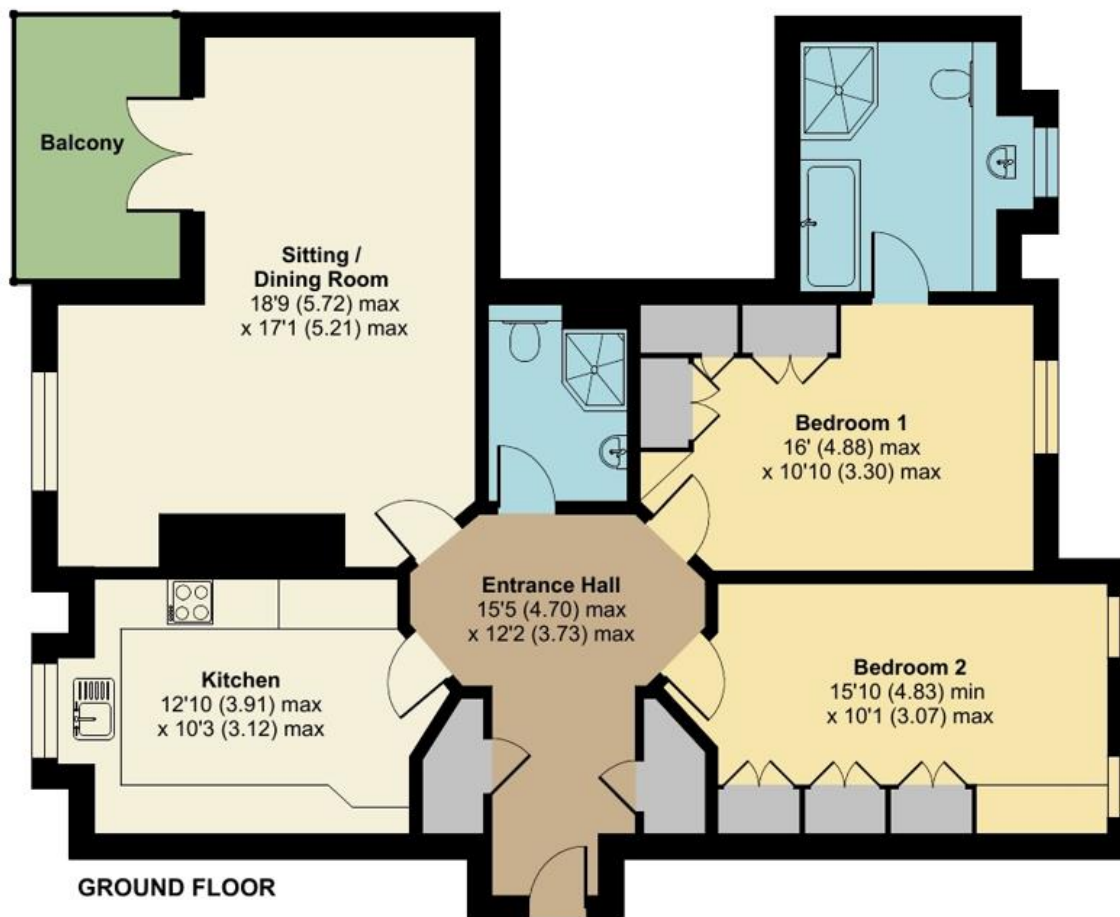 Balcony
Sitting /
Dining Room
18'9 (5.72) max
x 17'1 (5.21) max
Bedroom 1
16' (4.88) max
x 10'10 (3.30) max
Entrance Hall
15'5 (4.70) max
x 12'2 (3.73) max
Kitchen
12'10 (3.91) max
x 10'3 (3.12) max
Bedroom 2
15'10 (4.83) min
x 10'1 (3.07) max
GROUND FLOOR